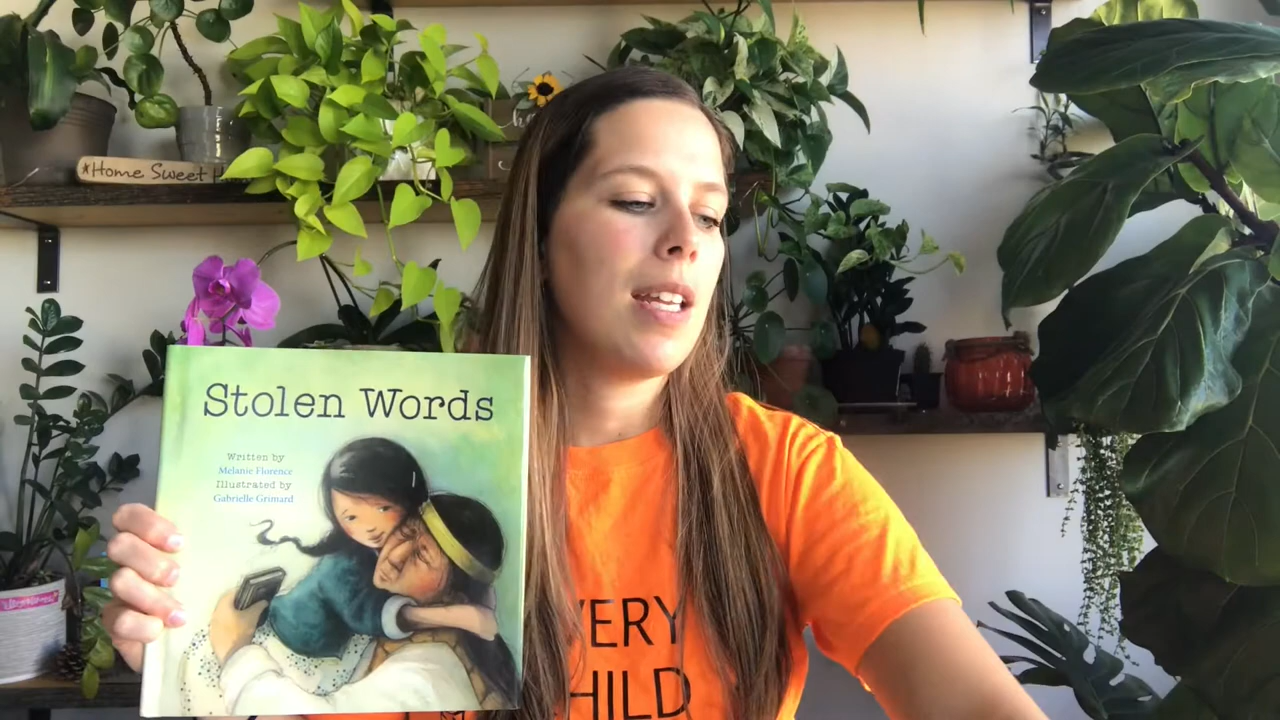 *Home Sweet H
Stolen Words
Written by
Melanie Florence
Illustrated by
Gabrielle Grimard
VERY
HILD